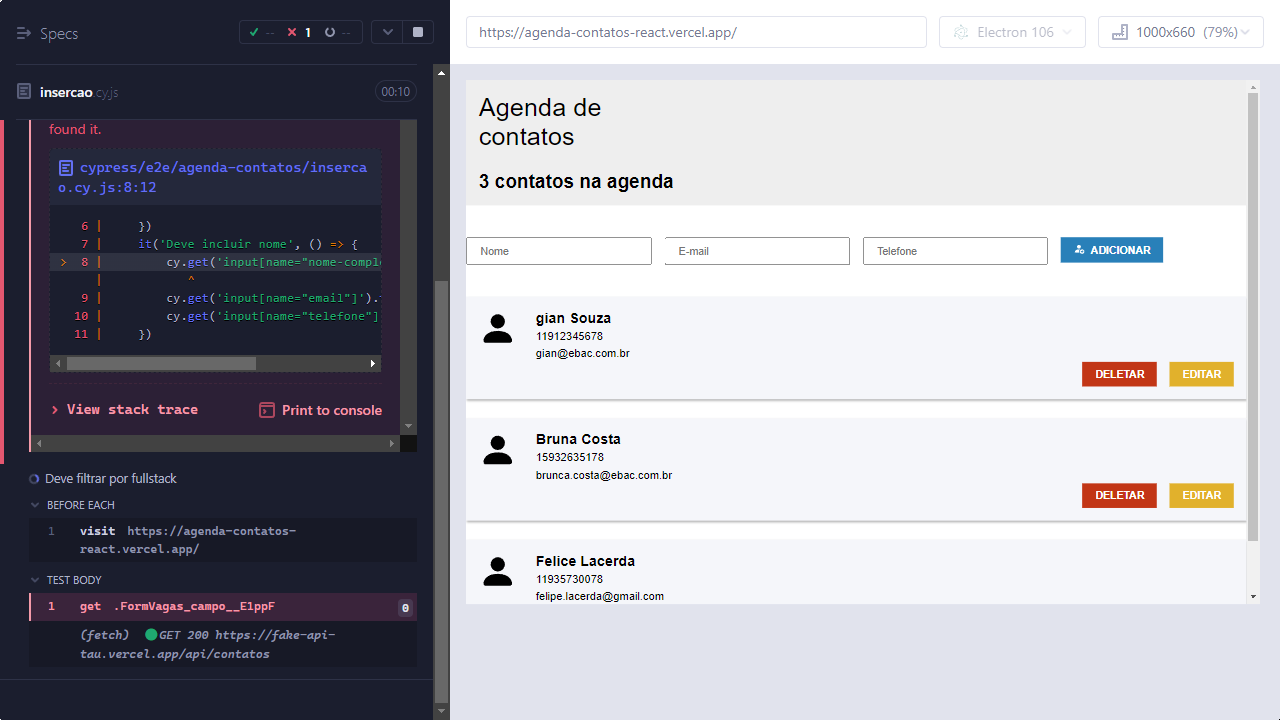 Specs
-- 1 --
insercao.cy.js
00:10
found it.
cypress/e2e/agenda-contatos/inserca
o.cy.js:8:12
6 | })
7 | it('Deve incluir nome', () => {
> 8 | cy.get('input[name="nome-compl
| ^
9 | cy.get('input[name="email"]').
10 | cy.get('input[name="telefone"]
11 | })
> View stack trace
Print to console
Deve filtrar por fullstack
BEFORE EACH
1 visit https://agenda-contatos-
react.vercel.app/
TEST BODY
1 get .FormVagas_campo__E1ppF 0
(fetch) GET 200 https://fake-api-
tau.vercel.app/api/contatos
https://agenda-contatos-react.vercel.app/
Electron 106
1000x660 (79%)
Agenda de
contatos
3 contatos na agenda
Nome
E-mail
Telefone
ADICIONAR
gian Souza
11912345678
gian@ebac.com.br
DELETAR
EDITAR
Bruna Costa
15932635178
brunca.costa@ebac.com.br
DELETAR
EDITAR
Felice Lacerda
11935730078
felipe.lacerda@gmail.com